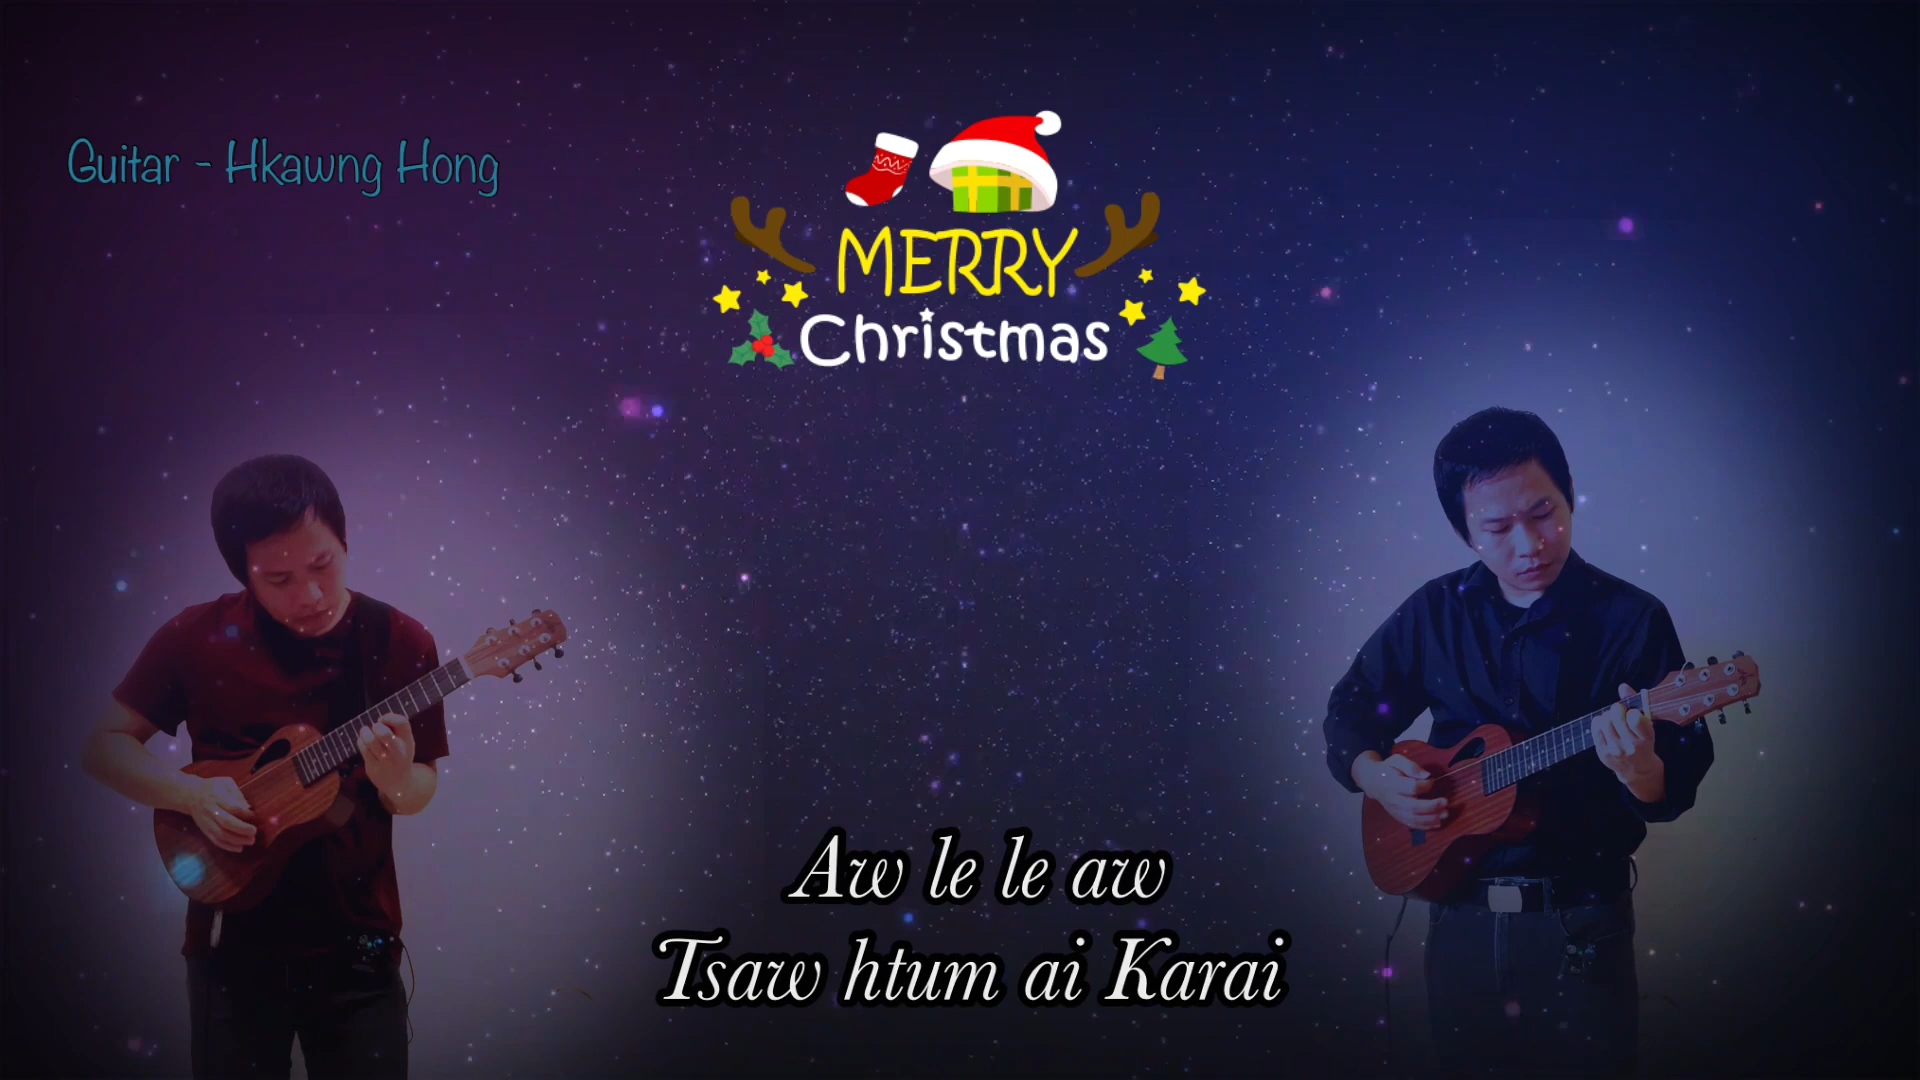 Guitar - Hkawng Hong
MERRY
Christmas
Aw le le aw
Tsaw htum ai Karai